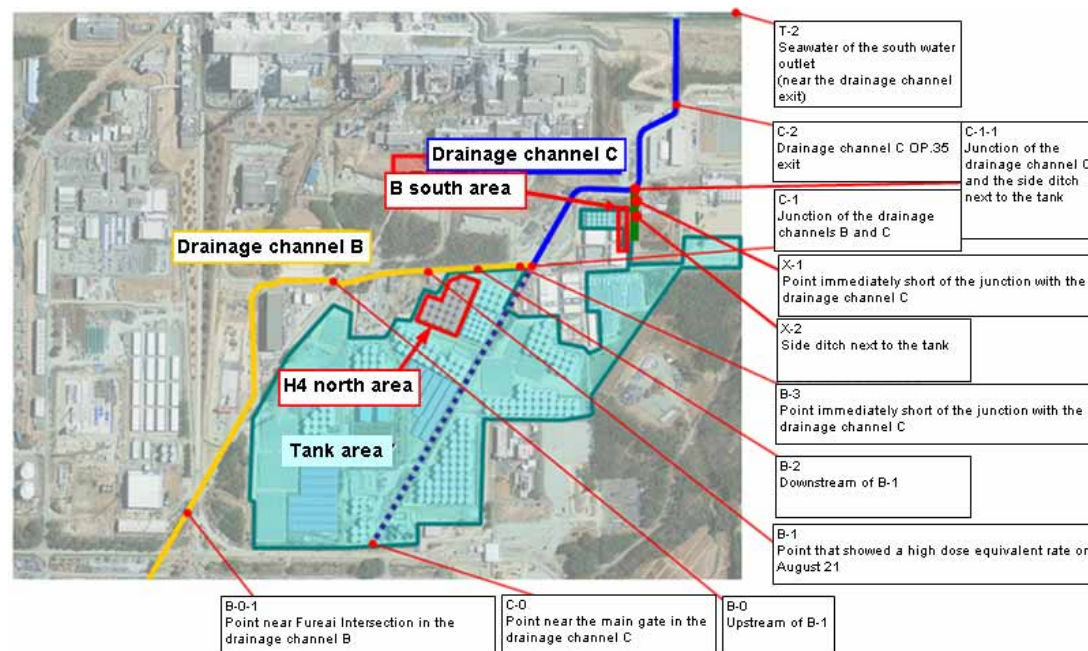 T-2
Seawater of the south water
outlet
(near the drainage channel
exit)
C-2
Drainage channel C OP.35
exit
C-1-1
Junction of the
drainage channel C
and the side ditch
next to the tank
C-1
Junction of the drainage
channels B and C
X-1
Point immediately short of the junction with the
drainage channel C
X-2
Side ditch next to the tank
B-3
Point immediately short of the junction with the
drainage channel C
B-2
Downstream of B-1
B-1
Point that showed a high dose equivalent rate on
August 21
Drainage channel C
B south area
Drainage channel B
H4 north area
Tank area
B-0-1
Point near Fureai Intersection in the
drainage channel B
C-0
Point near the main gate in the
drainage channel C
B-0
Upstream of B-1